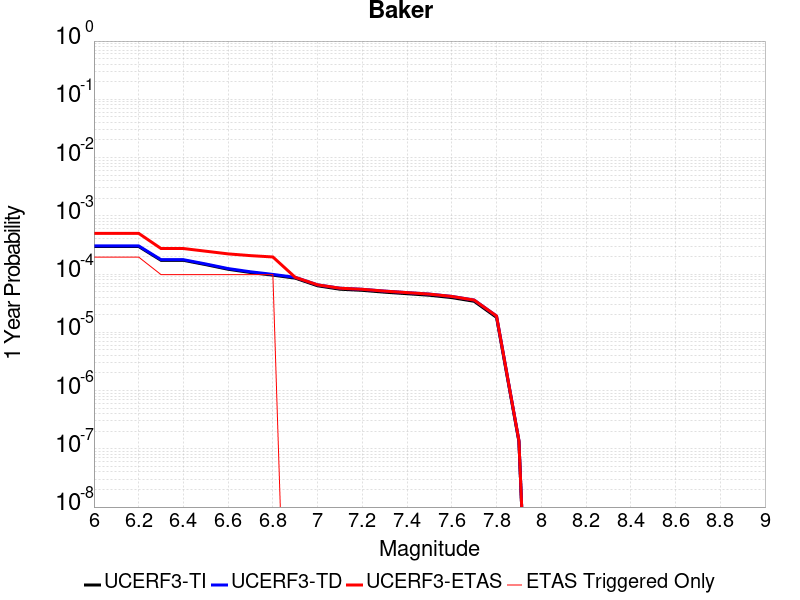 Baker
10^0
10^-1
10^-2
10^-3
10^-4
10^-5
10^-6
10^-7
10^-8
1 Year Probability
6 6.2 6.4 6.6 6.8 7 7.2 7.4 7.6 7.8 8 8.2 8.4 8.6 8.8 9
Magnitude
UCERF3-TI UCERF3-TD UCERF3-ETAS ETAS Triggered Only